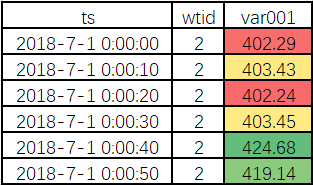 ts wtid var001
2018-7-1 0:00:00 2 402.29
2018-7-1 0:00:10 2 403.43
2018-7-1 0:00:20 2 402.24
2018-7-1 0:00:30 2 403.45
2018-7-1 0:00:40 2 424.68
2018-7-1 0:00:50 2 419.14